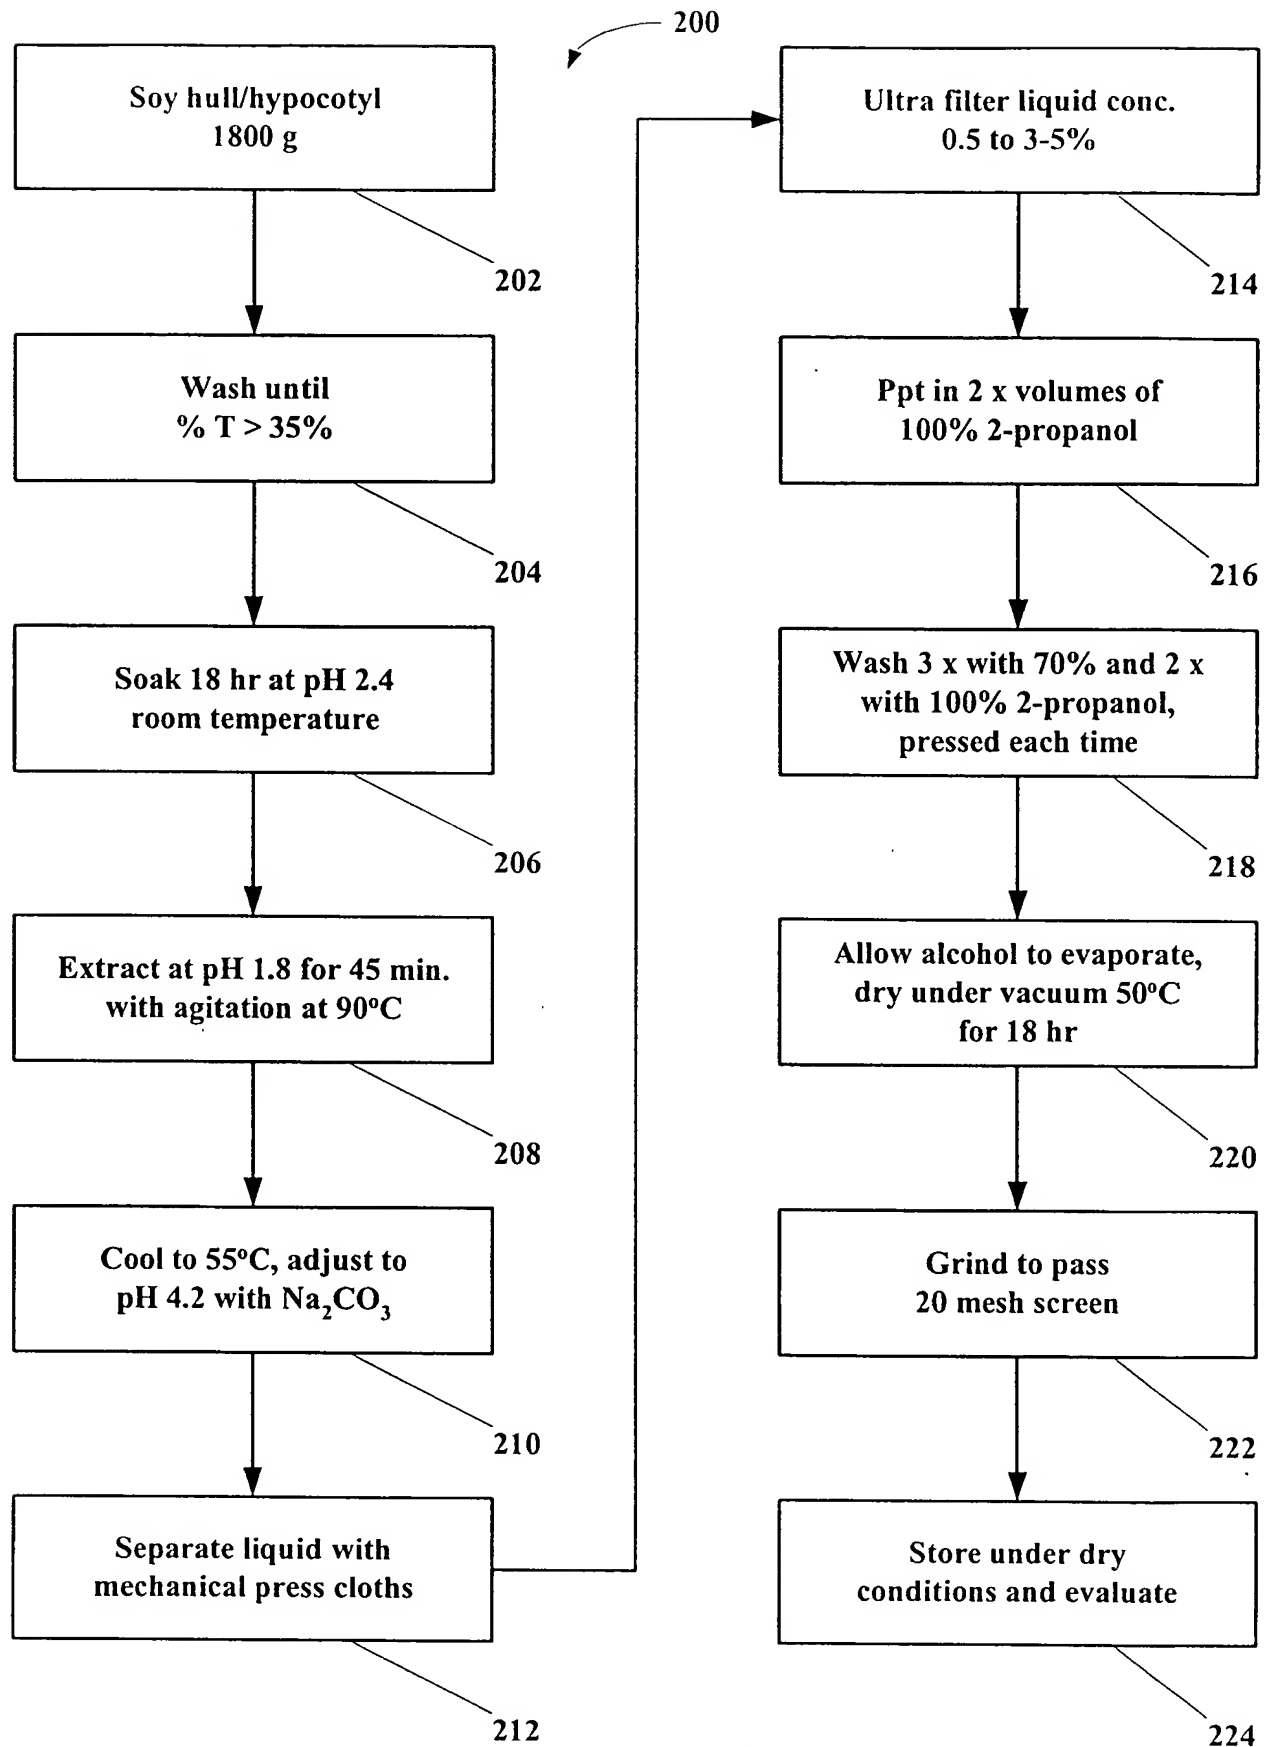 200
Soy hull/hypocotyl
1800 g
202
Wash until
% T > 35%
204
Soak 18 hr at pH 2.4
room temperature
206
Extract at pH 1.8 for 45 min.
with agitation at 90ºC
208
Cool to 55ºC, adjust to
pH 4.2 with Na₂CO₃
210
Separate liquid with
mechanical press cloths
212
Ultra filter liquid conc.
0.5 to 3-5%
214
Ppt in 2 x volumes of
100% 2-propanol
216
Wash 3 x with 70% and 2 x
with 100% 2-propanol,
pressed each time
218
Allow alcohol to evaporate,
dry under vacuum 50ºC
for 18 hr
220
Grind to pass
20 mesh screen
222
Store under dry
conditions and evaluate
224